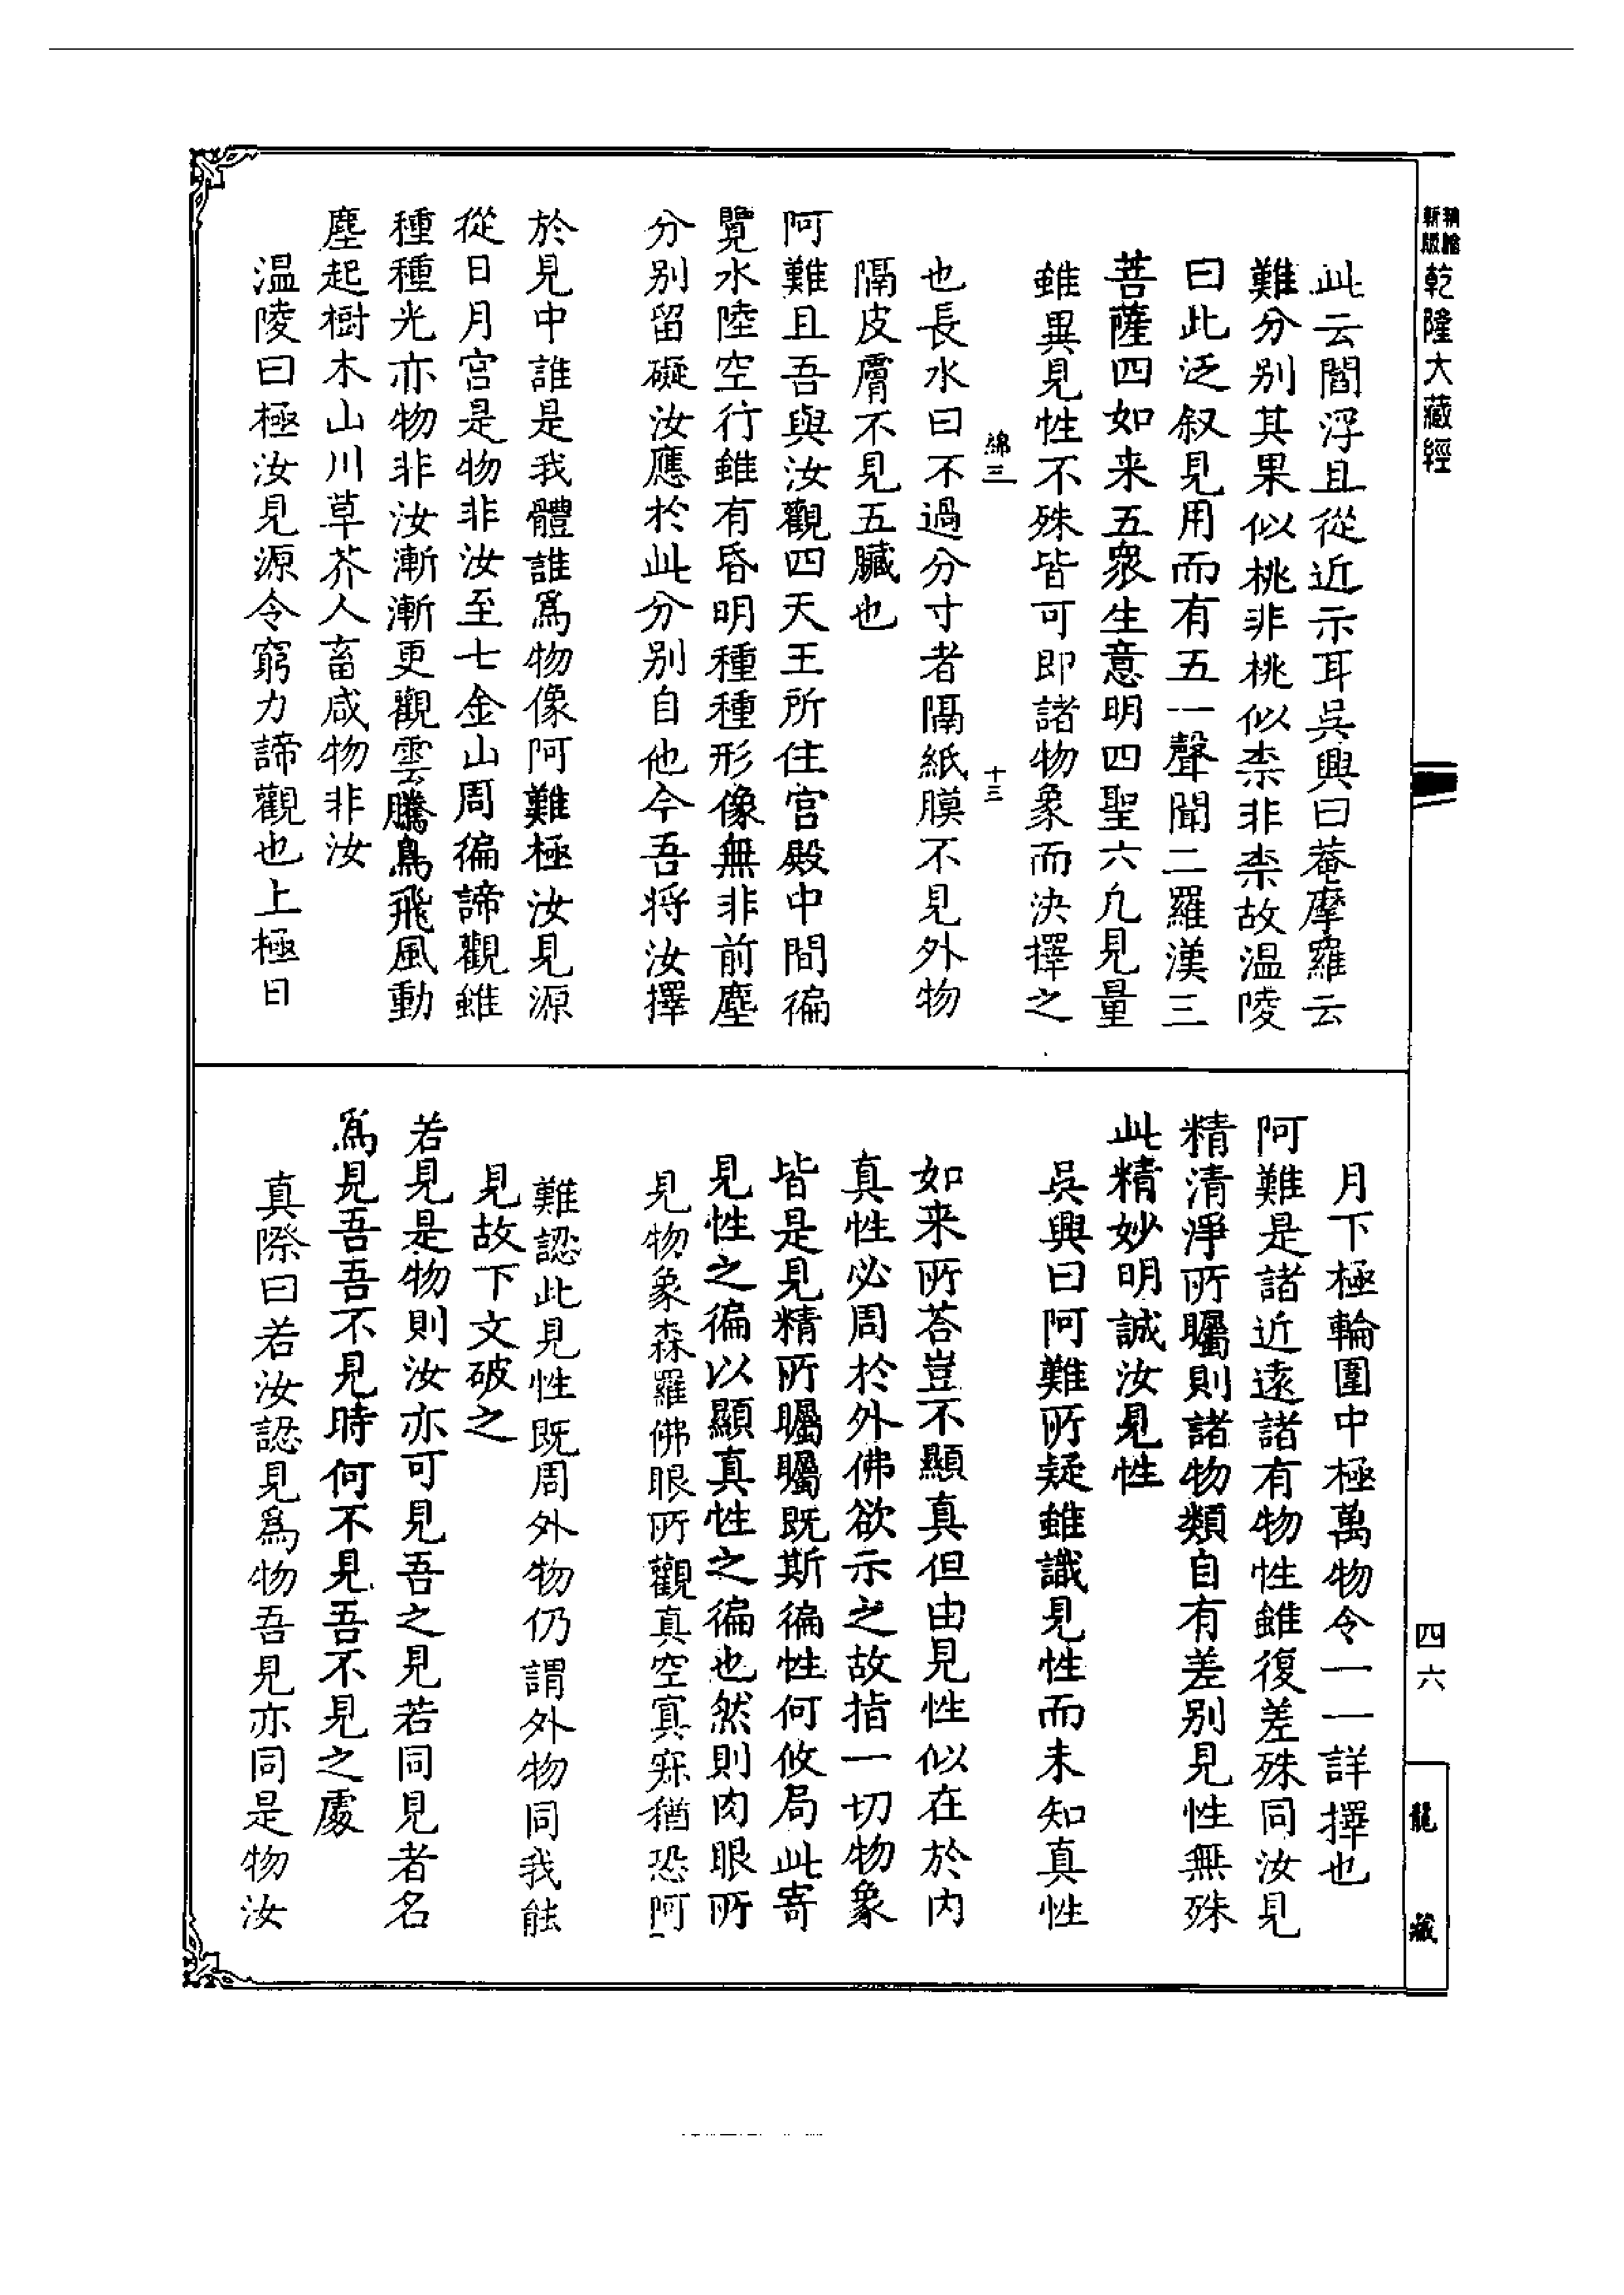 新版
乾隆大藏經
此云閻浮且從近示耳吳興曰菴摩羅云
難分別其果似桃非桃似柰非柰故温陵
曰此泛叙見用而有五一聲聞二羅漢三
菩薩四如来五衆生意明四聖六凡見量
雖異見性不殊皆可即諸物象而決擇之
綿三 十三
也長水曰不過分寸者隔紙膜不見外物
隔皮膚不見五臟也
阿難且吾與汝觀四天王所住宫殿中間徧
覽水陸空行雖有昏明種種形像無非前塵
分別留礙汝應於此分別自他今吾將汝擇
於見中誰是我體誰爲物像阿難極汝見源
從日月宫是物非汝至七金山周徧諦觀雖
種種光亦物非汝漸漸更觀雲騰鳥飛風動
塵起樹木山川草芥人畜咸物非汝
温陵曰極汝見源令窮力諦觀也上極日
月下極輪圍中極萬物令一一詳擇也
阿難是諸近遠諸有物性雖復差殊同汝見
精清淨所矚則諸物類自有差別見性無殊
此精妙明誠汝見性
吳興曰阿難所疑雖識見性而未知真性
如来所荅豈不顯真但由見性似在於内
真性必周於外佛欲示之故指一切物象
皆是見精所矚矚既斯徧性何攸局此寄
見性之徧以顯真性之徧也然則肉眼所
見物象森羅佛眼所觀真空寘寂猶恐阿
難認此見性既周外物仍謂外物同我能
見故下文破之
若見是物則汝亦可見吾之見若同見者名
爲見吾吾不見時何不見吾不見之處
真際曰若汝認見爲物吾見亦同是物汝
四六
龍藏